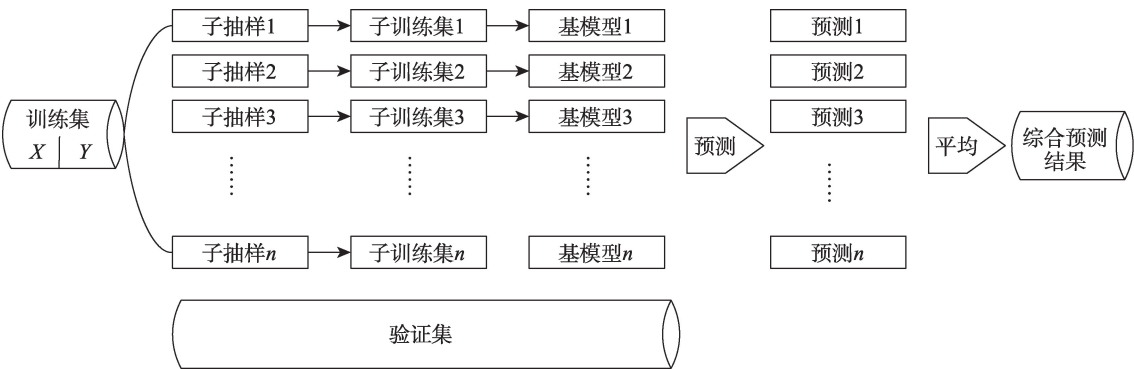 子抽样1 子训练集1 基模型1 预测1
子抽样2 子训练集2 基模型2 预测2
子抽样3 子训练集3 基模型3 预测3
训练集
X Y
预测
平均
综合预测
结果
子抽样n 子训练集n 基模型n 预测n
验证集